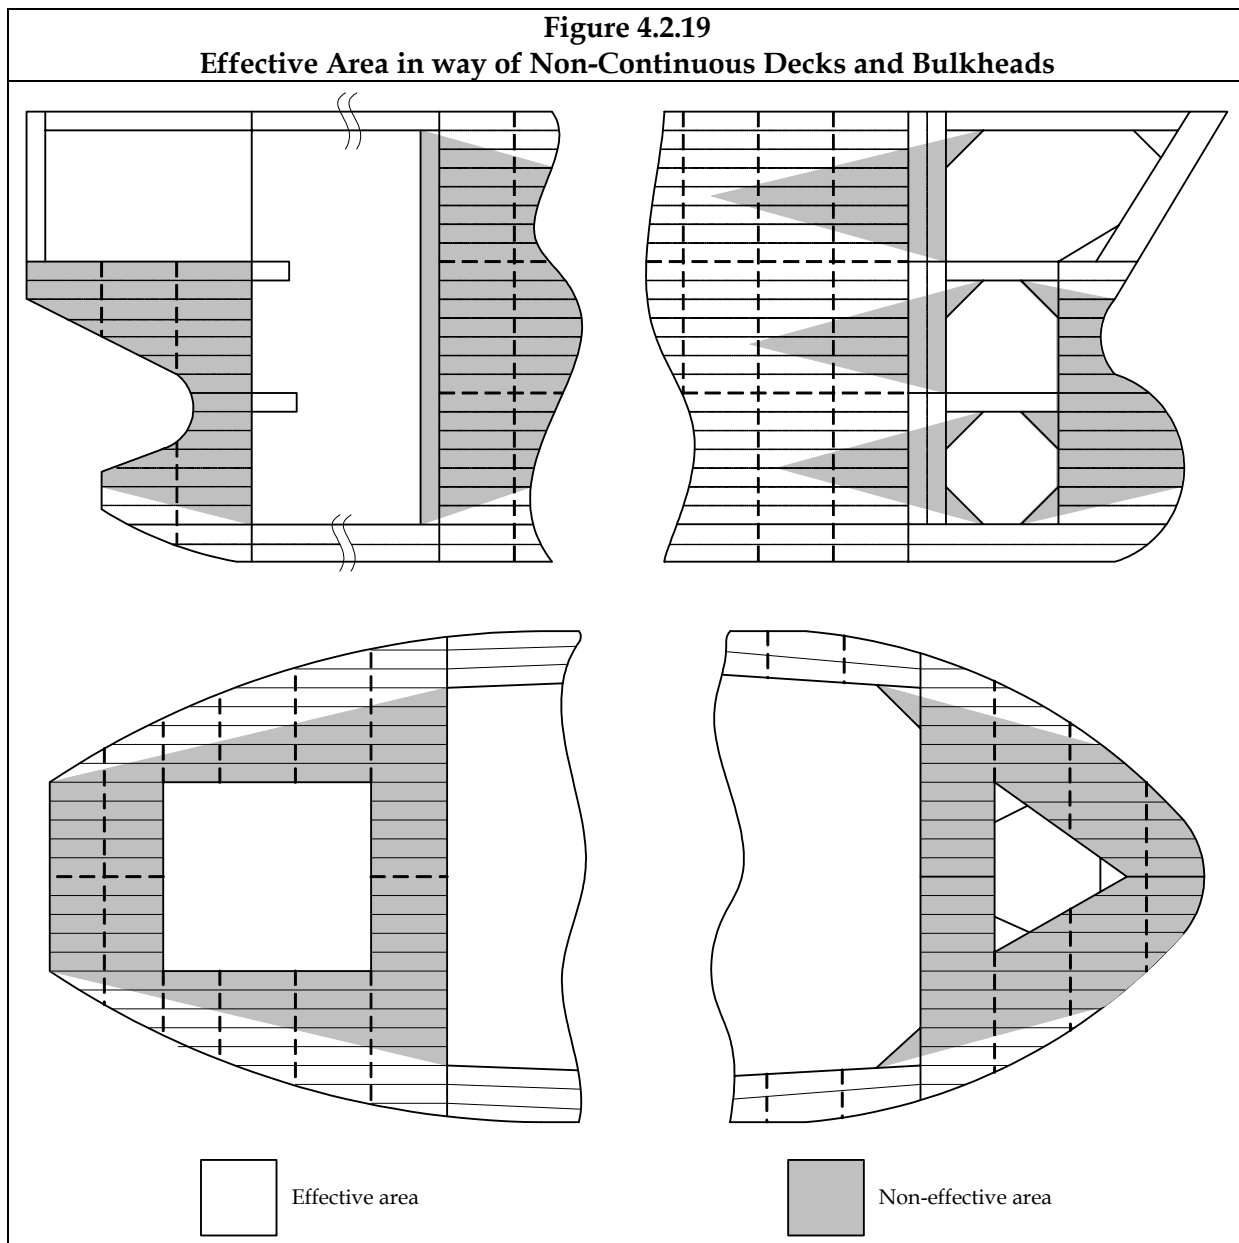 Figure 4.2.19
Effective Area in way of Non-Continuous Decks and Bulkheads
Effective area
Non-effective area